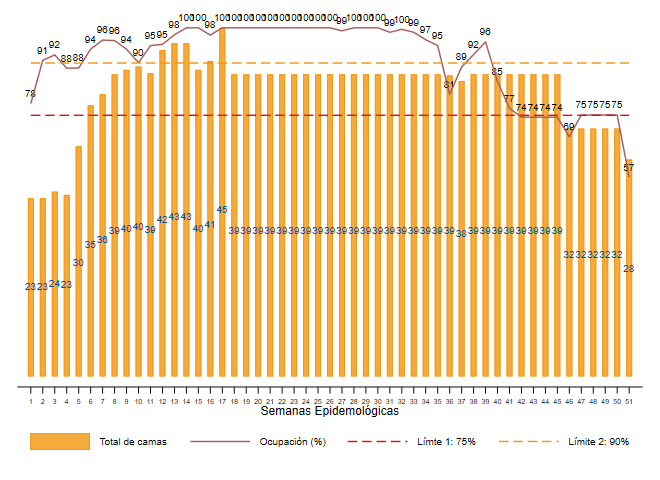 78 91 92 88 88 94 96 96 94 90 95 95 98 100 100 98 100 100 100 100 100 100 100 100 100 100 99 100 100 100 99 100 99 97 95 81 89 92 96 85 77 74 74 74 74 69 75 75 75 75 57
23 23 24 23 30 35 36 39 40 40 39 42 43 43 40 41 45 39 39 39 39 39 39 39 39 39 39 39 39 39 39 39 39 39 39 39 38 39 39 39 39 39 39 39 39 32 32 32 32 32 28
1 2 3 4 5 6 7 8 9 10 11 12 13 14 15 16 17 18 19 20 21 22 23 24 25 26 27 28 29 30 31 32 33 34 35 36 37 38 39 40 41 42 43 44 45 46 47 48 49 50 51
Semanas Epidemológicas
Total de camas Ocupación (%) Límte 1: 75% Límite 2: 90%